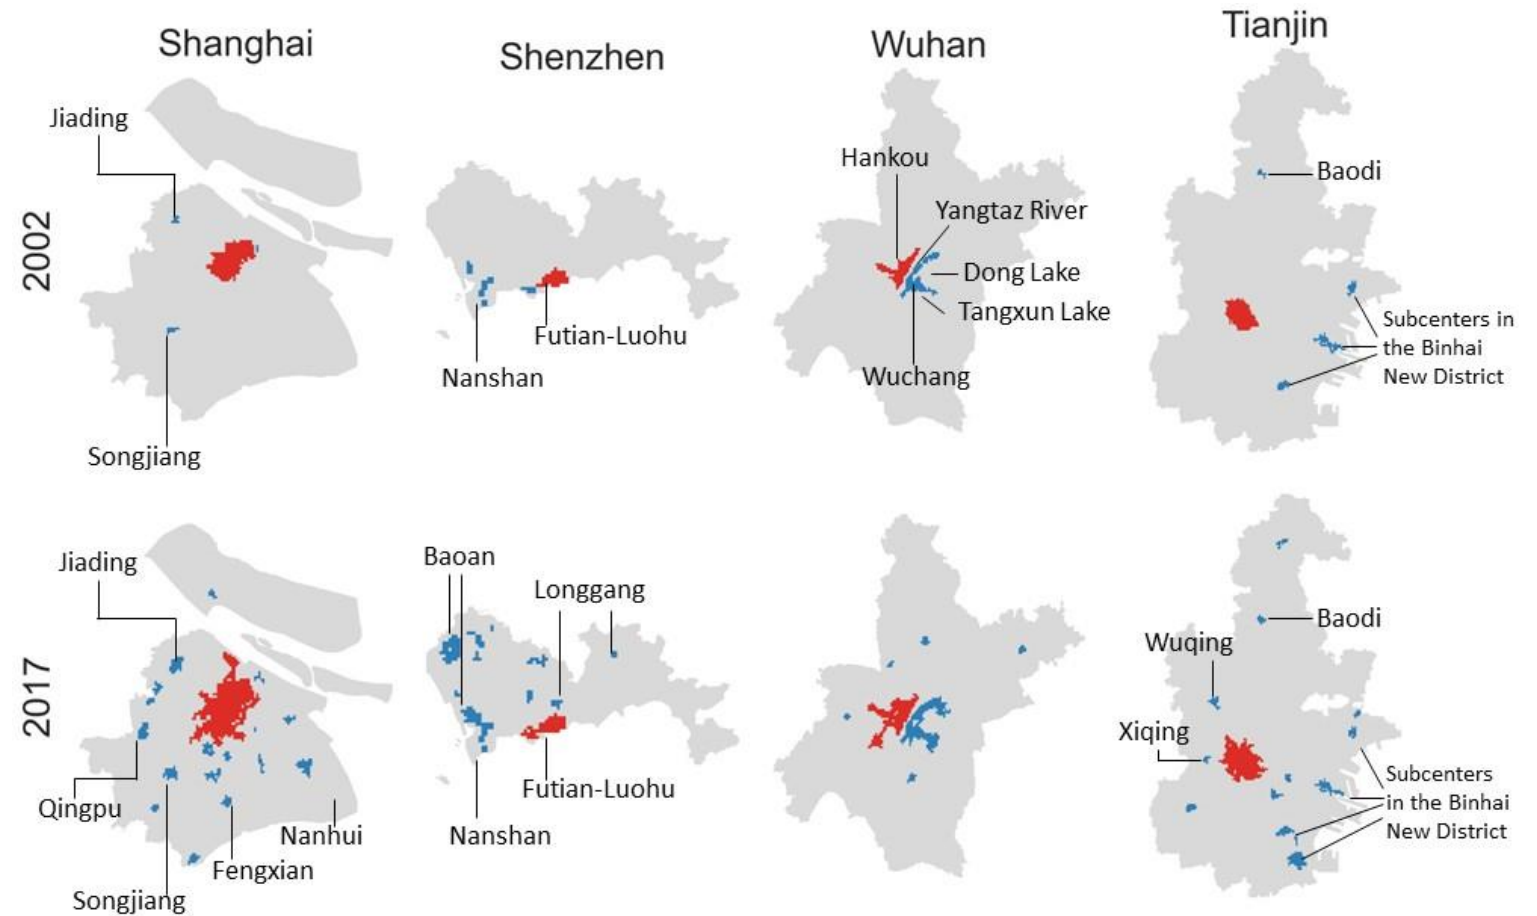 Shanghai
Shenzhen
Wuhan
Tianjin
2002
Jiading
Songjiang
Nanshan
Futian-Luohu
Hankou
Yangtaz River
Dong Lake
Tangxun Lake
Wuchang
Baodi
Subcenters in
the Binhai
New District
2017
Jiading
Qingpu
Songjiang
Fengxian
Nanhui
Baoan
Longgang
Futian-Luohu
Nanshan
Baodi
Wuqing
Xiqing
Subcenters
in the Binhai
New District